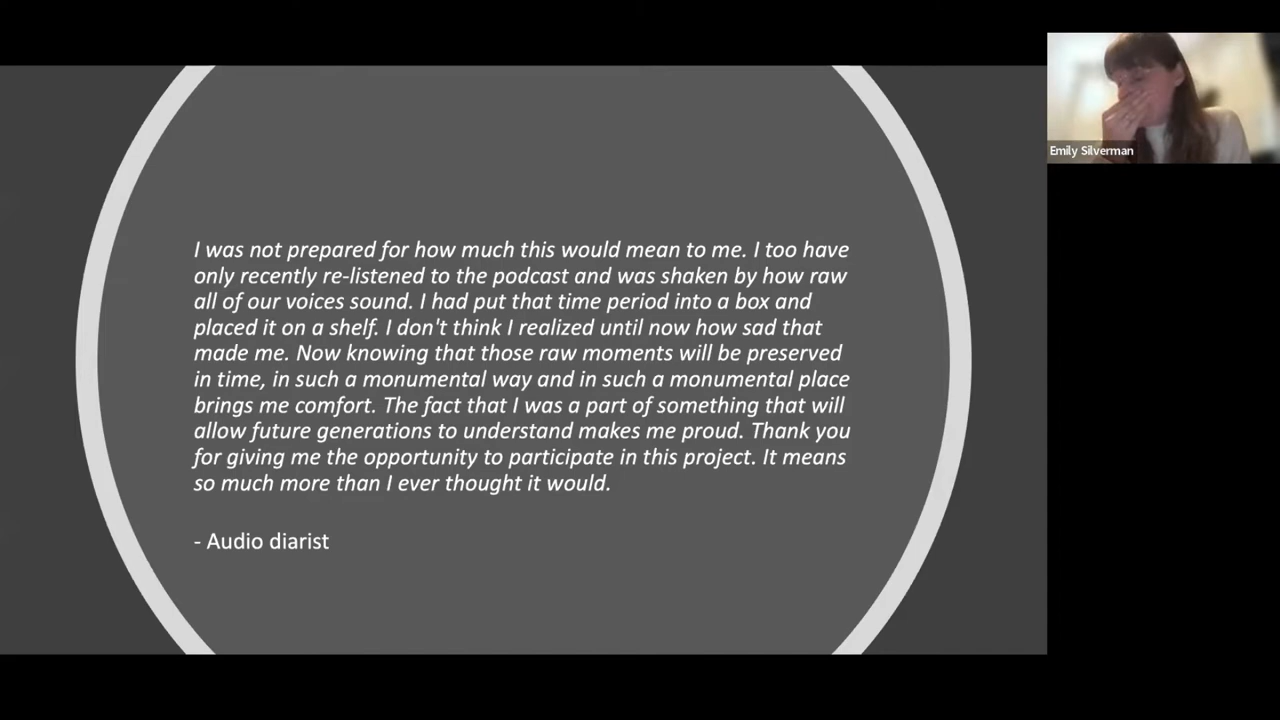 Emily Silverman
I was not prepared for how much this would mean to me. I too have
only recently re-listened to the podcast and was shaken by how raw
all of our voices sound. I had put that time period into a box and
placed it on a shelf. I don't think I realized until now how sad that
made me. Now knowing that those raw moments will be preserved
in time, in such a monumental way and in such a monumental place
brings me comfort. The fact that I was a part of something that will
allow future generations to understand makes me proud. Thank you
for giving me the opportunity to participate in this project. It means
so much more than I ever thought it would.
- Audio diarist